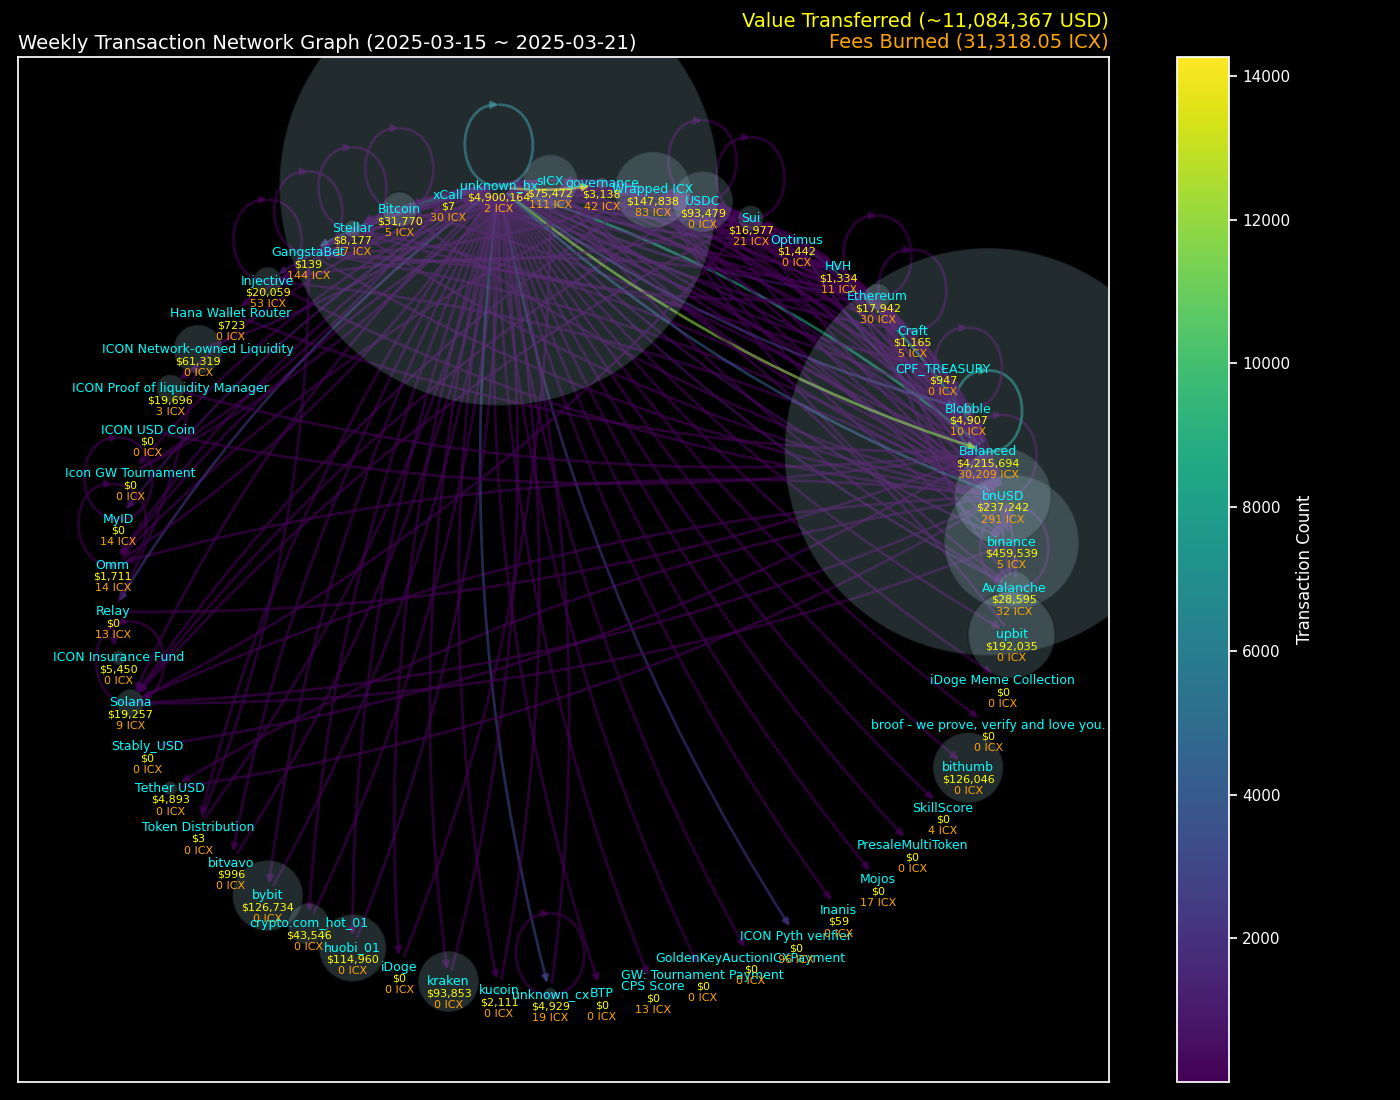 Value Transferred (~11,084,367 USD)
Weekly Transaction Network Graph (2025-03-15 ~ 2025-03-21)
Fees Burned (31,318.05 ICX)
unknown_hx
$4,900,164
2 ICX
sICX
$75,472
111 ICX
governance
$3,138
42 ICX
Wrapped ICX
$147,838
83 ICX
USDC
$93,479
0 ICX
Sui
$16,977
21 ICX
Optimus
$1,442
0 ICX
HVH
$1,334
11 ICX
Ethereum
$17,942
30 ICX
Craft
$1,165
5 ICX
CPF_TREASURY
$947
0 ICX
Blobble
$4,907
10 ICX
Balanced
$4,215,694
30,209 ICX
bnUSD
$237,242
291 ICX
binance
$459,539
5 ICX
Avalanche
$28,595
32 ICX
upbit
$192,035
0 ICX
iDoge Meme Collection
$0
0 ICX
broof - we prove, verify and love you.
$0
0 ICX
bithumb
$126,046
0 ICX
SkillScore
$0
4 ICX
PresaleMultiToken
$0
0 ICX
Mojos
$0
17 ICX
Inanis
$59
ICX
ICON Pyth verifier
$0
ICX
GoldenKeyAuctionICXPayment
$0
0 ICX
GW: Tournament Payment
$0
0 ICX
CPS Score
$0
13 ICX
BTP
$0
0 ICX
unknown_cx
$4,929
19 ICX
kucoin
$2,111
0 ICX
kraken
$93,853
0 ICX
iDoge
$0
0 ICX
huobi_01
$114,960
0 ICX
crypto.com_hot_01
$43,546
0 ICX
bybit
$126,734
0 ICX
bitvavo
$996
0 ICX
Token Distribution
$3
0 ICX
Tether USD
$4,893
0 ICX
Stably_USD
$0
0 ICX
Solana
$19,257
9 ICX
ICON Insurance Fund
$5,450
0 ICX
Relay
$0
13 ICX
Omm
$1,711
14 ICX
MyID
$0
14 ICX
Icon GW Tournament
$0
0 ICX
ICON USD Coin
$0
0 ICX
ICON Proof of liquidity Manager
$19,696
3 ICX
ICON Network-owned Liquidity
$61,319
0 ICX
Hana Wallet Router
$723
0 ICX
Injective
$20,059
53 ICX
GangstaBet
$139
144 ICX
Stellar
$8,177
ICX
Bitcoin
$31,770
5 ICX
xCall
$7
30 ICX
14000
12000
10000
8000
6000
4000
2000
Transaction Count